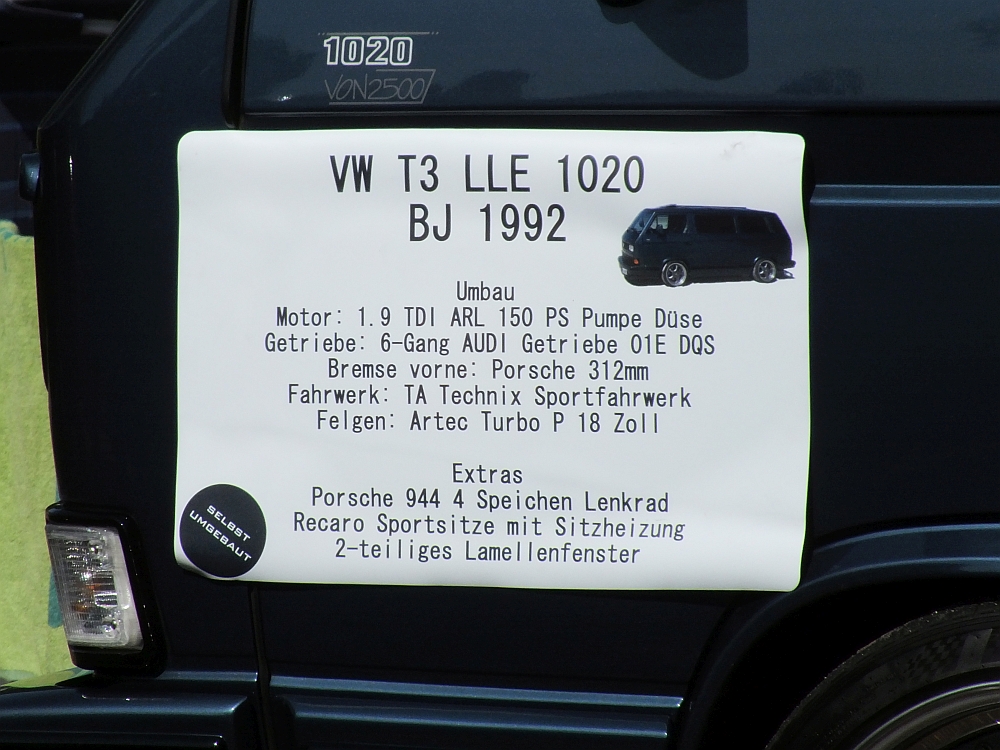 1020
VON2500
VW T3 LLE 1020
BJ 1992
Umbau
Motor: 1.9 TDI ARL 150 PS Pumpe Düse
Getriebe: 6-Gang AUDI Getriebe 01E DQS
Bremse vorne: Porsche 312mm
Fahrwerk: TA Technix Sportfahrwerk
Felgen: Artec Turbo P 18 Zoll
Extras
Porsche 944 4 Speichen Lenkrad
Recaro Sportsitze mit Sitzheizung
2-teiliges Lamellenfenster
SELBST
UMGEBAUT